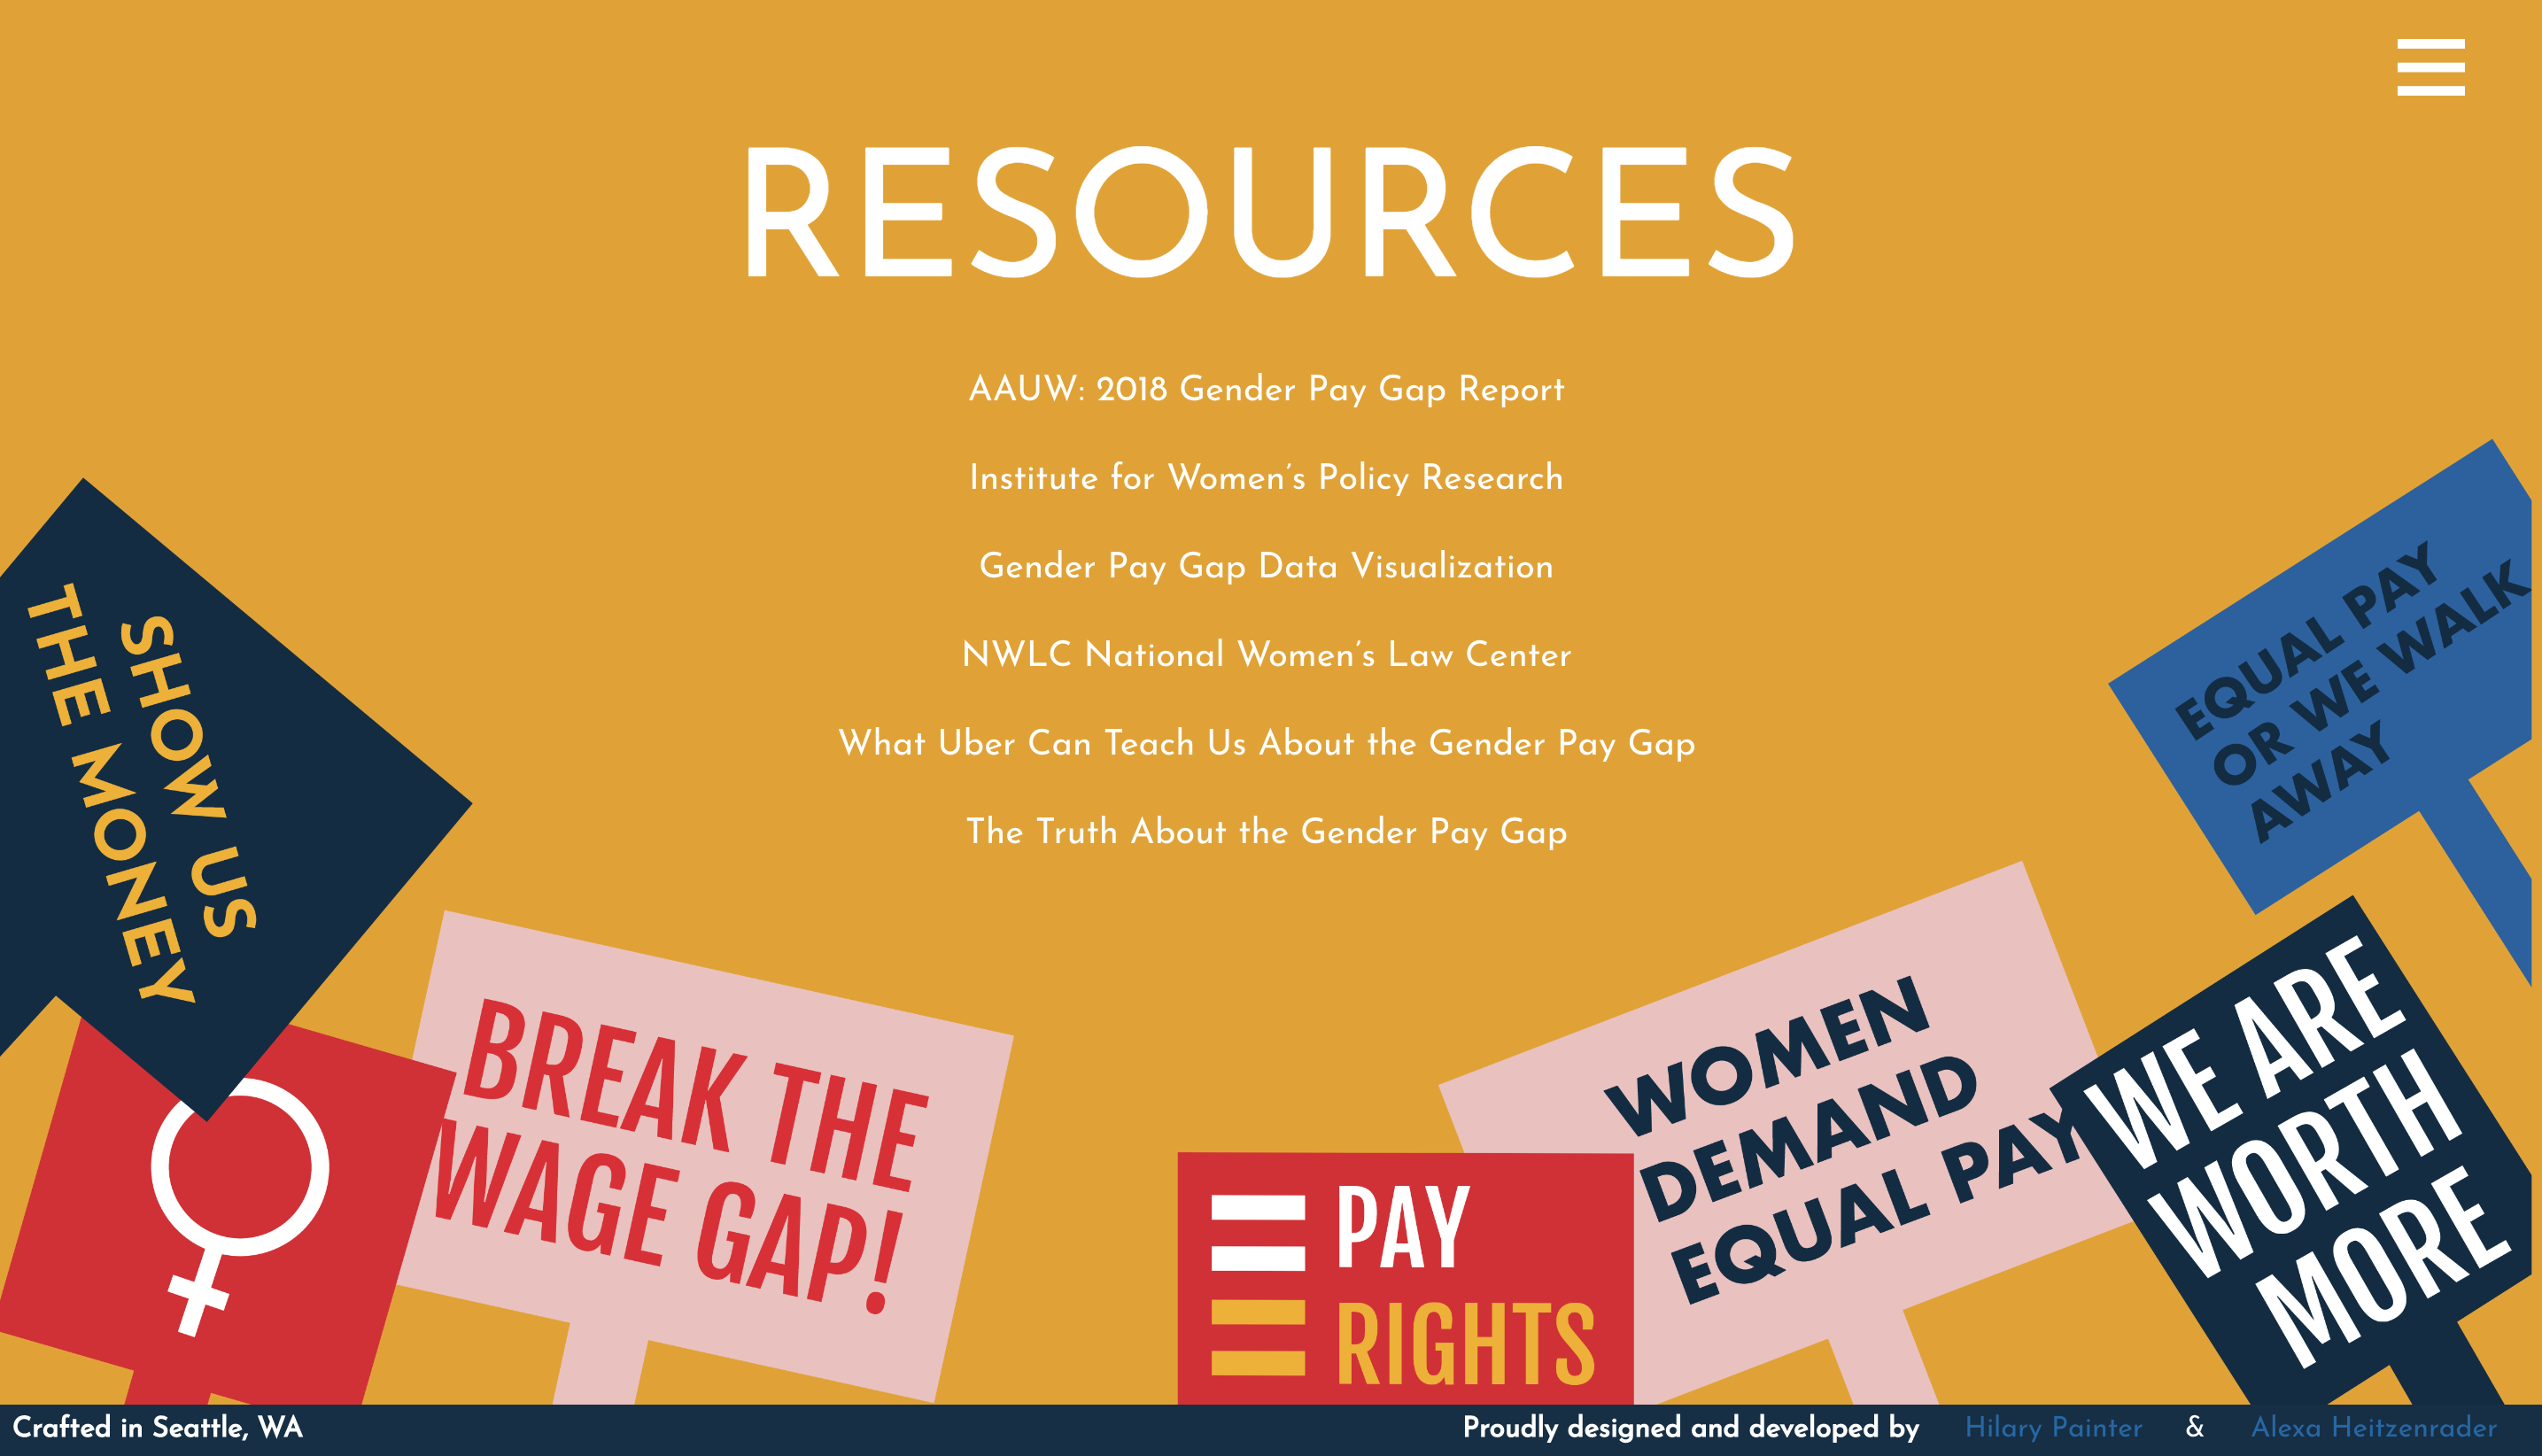 RESOURCES
AAUW: 2018 Gender Pay Gap Report
Institute for Women's Policy Research
Gender Pay Gap Data Visualization
NWLC National Women's Law Center
What Uber Can Teach Us About the Gender Pay Gap
The Truth About the Gender Pay Gap
SHOW US
THE MONEY
BREAK THE
WAGE GAP!
PAY
RIGHTS
WOMEN
DEMAND
EQUAL PAY
EQUAL PAY
OR WE WALK
AWAY
WE ARE
WORTH
MORE
Crafted in Seattle, WA
Proudly designed and developed by Hilary Painter & Alexa Heitzenrader